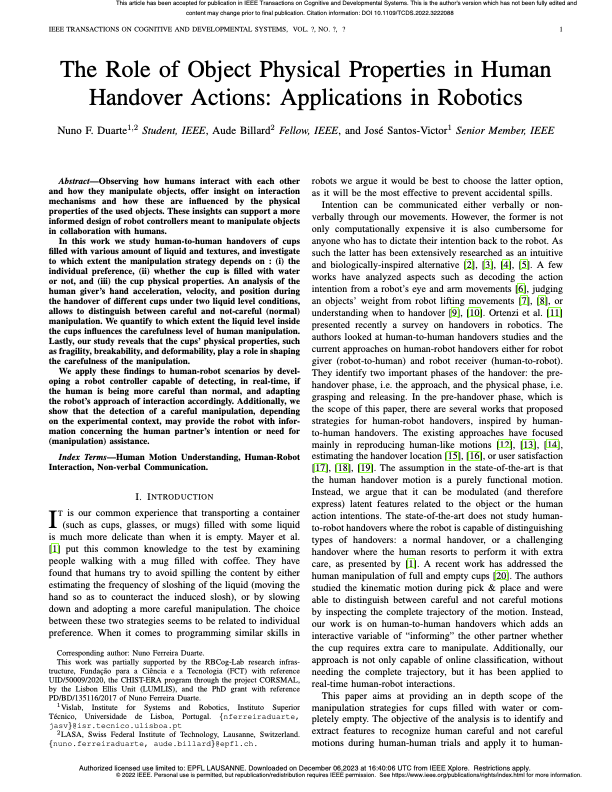 This article has been accepted for publication in IEEE Transactions on Cognitive and Developmental Systems. This is the author's version which has not been fully edited and
content may change prior to final publication. Citation information: DOI 10.1109/TCDS.2022.3222088
IEEE TRANSACTIONS ON COGNITIVE AND DEVELOPMENTAL SYSTEMS, VOL. ?, NO. ?, ?
1
The Role of Object Physical Properties in Human
Handover Actions: Applications in Robotics
Nuno F. Duarte1,2 Student, IEEE, Aude Billard2 Fellow, IEEE, and José Santos-Victor1 Senior Member, IEEE
Abstract—Observing how humans interact with each other
and how they manipulate objects, offer insight on interaction
mechanisms and how these are influenced by the physical
properties of the used objects. These insights can support a more
informed design of robot controllers meant to manipulate objects
in collaboration with humans.
In this work we study human-to-human handovers of cups
filled with various amount of liquid and textures, and investigate
to which extent the manipulation strategy depends on : (i) the
individual preference, (ii) whether the cup is filled with water
or not, and (iii) the cup physical properties. An analysis of the
human giver's hand acceleration, velocity, and position during
the handover of different cups under two liquid level conditions,
allows to distinguish between careful and not-careful (normal)
manipulation. We quantify to which extent the liquid level inside
the cups influences the carefulness level of human manipulation.
Lastly, our study reveals that the cups' physical properties, such
as fragility, breakability, and deformability, play a role in shaping
the carefulness of the manipulation.
We apply these findings to human-robot scenarios by devel-
oping a robot controller capable of detecting, in real-time, if
the human is being more careful than normal, and adapting
the robot's approach of interaction accordingly. Additionally, we
show that the detection of a careful manipulation, depending
on the experimental context, may provide the robot with infor-
mation concerning the human partner's intention or need for
(manipulation) assistance.
Index Terms—Human Motion Understanding, Human-Robot
Interaction, Non-verbal Communication.
I. INTRODUCTION
IT is our common experience that transporting a container
(such as cups, glasses, or mugs) filled with some liquid
is much more delicate than when it is empty. Mayer et al.
[1] put this common knowledge to the test by examining
people walking with a mug filled with coffee. They have
found that humans try to avoid spilling the content by either
estimating the frequency of sloshing of the liquid (moving the
hand so as to counteract the induced slosh), or by slowing
down and adopting a more careful manipulation. The choice
between these two strategies seems to be related to individual
preference. When it comes to programming similar skills in
Corresponding author: Nuno Ferreira Duarte.
This work was partially supported by the RBCog-Lab research infras-
tructure, Fundação para a Ciência e a Tecnologia (FCT) with reference
UID/50009/2020, the CHIST-ERA program through the project CORSMAL,
by the Lisbon Ellis Unit (LUMLIS), and the PhD grant with reference
PD/BD/135116/2017 of Nuno Ferreira Duarte.
1Vislab, Institute for Systems and Robotics, Instituto Superior
Técnico, Universidade de Lisboa, Portugal. {nferreiraduarte,
jasv}@isr.tecnico.ulisboa.pt
2LASA, Swiss Federal Institute of Technology, Lausanne, Switzerland.
{nuno.ferreiraduarte, aude.billard}@epfl.ch.
robots we argue it would be best to choose the latter option,
as it will be the most effective to prevent accidental spills.
Intention can be communicated either verbally or non-
verbally through our movements. However, the former is not
only computationally expensive it is also cumbersome for
anyone who has to dictate their intention back to the robot. As
such the latter has been extensively researched as an intuitive
and biologically-inspired alternative [2], [3], [4], [5]. A few
works have analyzed aspects such as decoding the action
intention from a robot's eye and arm movements [6], judging
an objects' weight from robot lifting movements [7], [8], or
understanding when to handover [9], [10]. Ortenzi et al. [11]
presented recently a survey on handovers in robotics. The
authors looked at human-to-human handovers studies and the
current approaches on human-robot handovers either for robot
giver (robot-to-human) and robot receiver (human-to-robot).
They identify two important phases of the handover: the pre-
handover phase, i.e. the approach, and the physical phase, i.e.
grasping and releasing. In the pre-handover phase, which is
the scope of this paper, there are several works that proposed
strategies for human-robot handovers, inspired by human-
to-human handovers. The existing approaches have focused
mainly in reproducing human-like motions [12], [13], [14],
estimating the handover location [15], [16], or user satisfaction
[17], [18], [19]. The assumption in the state-of-the-art is that
the human handover motion is a purely functional motion.
Instead, we argue that it can be modulated (and therefore
express) latent features related to the object or the human
action intentions. The state-of-the-art does not study human-
to-robot handovers where the robot is capable of distinguishing
types of handovers: a normal handover, or a challenging
handover where the human resorts to perform it with extra
care, as presented by [1]. A recent work has addressed the
human manipulation of full and empty cups [20]. The authors
studied the kinematic motion during pick & place and were
able to distinguish between careful and not careful motions
by inspecting the complete trajectory of the motion. Instead,
our work is on human-to-human handovers which adds an
interactive variable of “informing” the other partner whether
the cup requires extra care to manipulate. Additionally, our
approach is not only capable of online classification, without
needing the complete trajectory, but it has been applied to
real-time human-robot interactions.
This paper aims at providing an in depth scope of the
manipulation strategies for cups filled with water or com-
pletely empty. The objective of the analysis is to identify and
extract features to recognize human careful and not careful
motions during human-human trials and apply it to human-
Authorized licensed use limited to: EPFL LAUSANNE. Downloaded on December 06,2023 at 16:40:06 UTC from IEEE Xplore. Restrictions apply.
© 2022 IEEE. Personal use is permitted, but republication/redistribution requires IEEE permission. See https://www.ieee.org/publications/rights/index.html for more information.